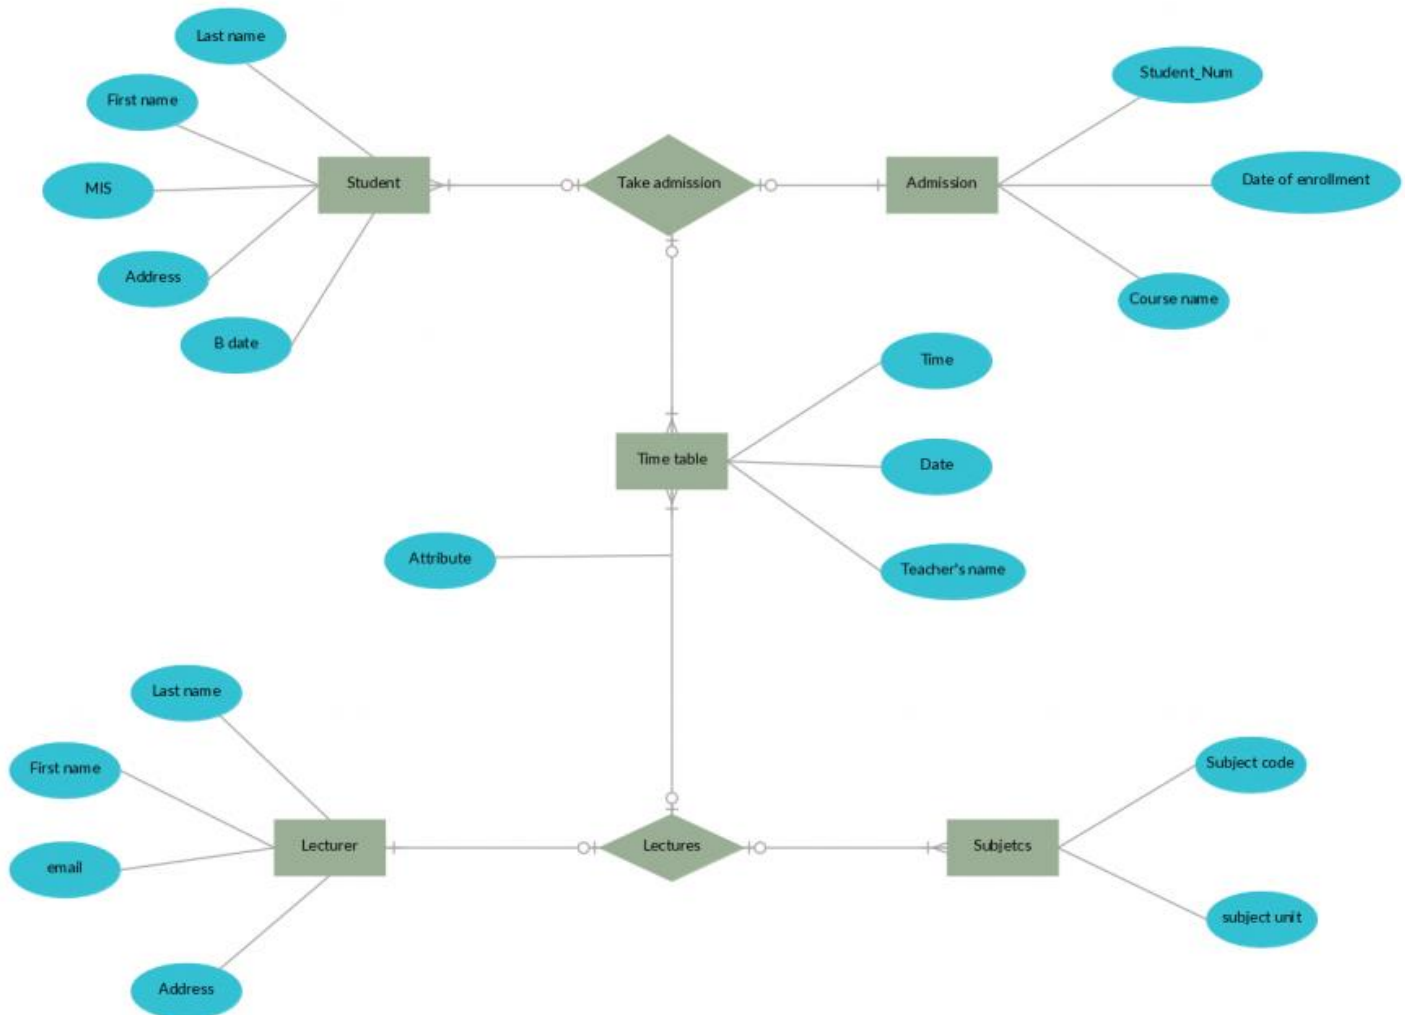 Last name
Student_Num
First name
Student
Take admission
Admission
Date of enrollment
MIS
Address
Course name
B date
Time
Time table
Date
Attribute
Teacher's name
Last name
First name
Subject code
Lecturer
Lectures
Subjetcs
email
subject unit
Address